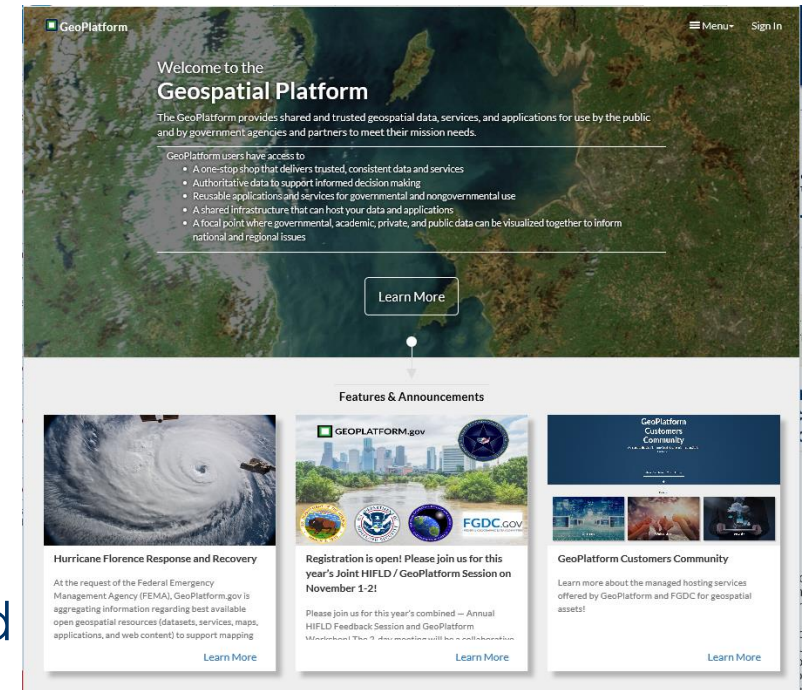 GeoPlatform
Menu
Sign In
Welcome to the
Geospatial Platform
The GeoPlatform provides shared and trusted geospatial data, services, and applications for use by the public
and by government agencies and partners to meet their mission needs.
GeoPlatform users have access to
• A one-stop shop that delivers trusted, consistent data and services
• Authoritative data to support informed decision making
• Reusable applications and services for governmental and nongovernmental use
• A shared infrastructure that can host your data and applications
• A focal point where governmental, academic, private, and public data can be visualized together to inform
national and regional issues
Learn More
Features & Announcements
GEOPLATFORM.gov
FGDC.GOV
GeoPlatform
Customers
Community
Hurricane Florence Response and Recovery
At the request of the Federal Emergency
Management Agency (FEMA), GeoPlatform.gov is
aggregating information regarding best available
open geospatial resources (datasets, services, maps,
applications, and web content) to support mapping
Learn More
Registration is open! Please join us for this
year's Joint HIFLD / GeoPlatform Session on
November 1-2!
Please join us for this year's combined — Annual
HIFLD Feedback Session and GeoPlatform
Workshop! The 2-day meeting will be a collaborative
Learn More
GeoPlatform Customers Community
Learn more about the managed hosting services
offered by GeoPlatform and FGDC for geospatial
assets!
Learn More
d